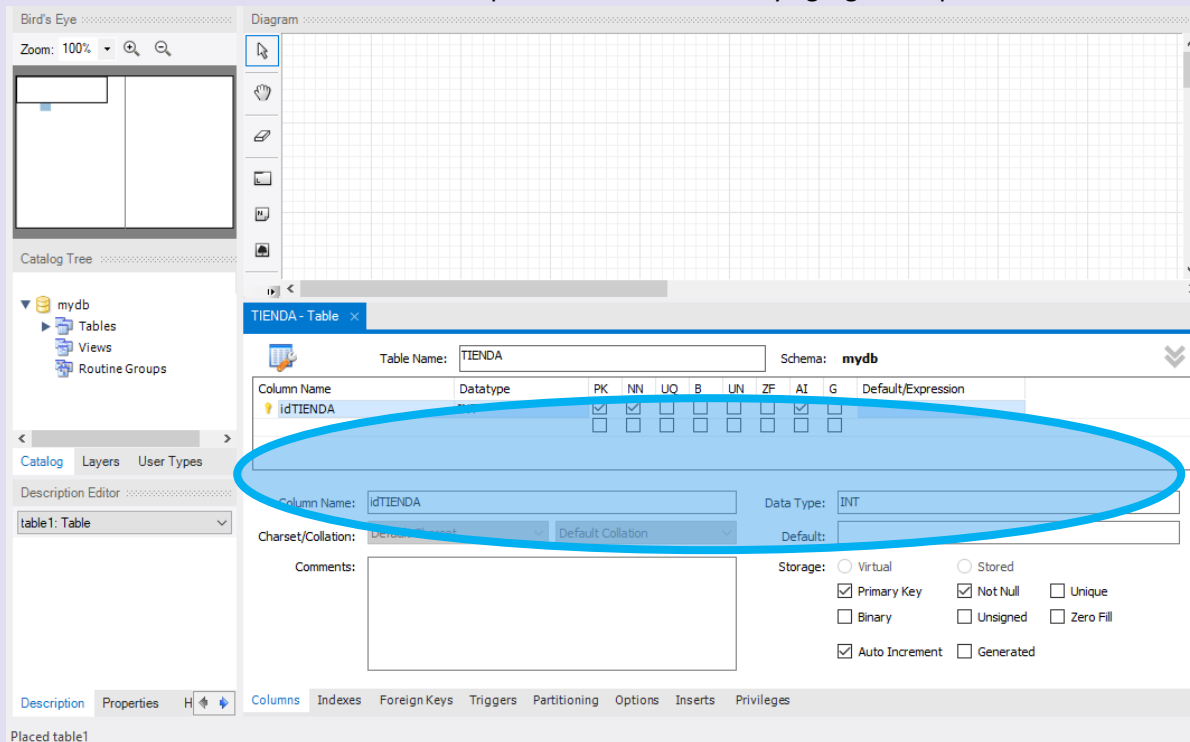 Bird's Eye
Diagram
Zoom: 100%
Catalog Tree
mydb
Tables
Views
Routine Groups
TIENDA - Table ×
Table Name: TIENDA Schema: mydb
Column Name Datatype PK NN UQ B UN ZF AI G Default/Expression
idTIENDA INT
Catalog Layers User Types
Description Editor
table1: Table
Column Name: idTIENDA Data Type: INT
Charset/Collation: Default Charset Default Collation Default:
Comments: Storage: Virtual Stored
Primary Key Not Null Unique
Binary Unsigned Zero Fill
Auto Increment Generated
Description Properties H
Columns Indexes Foreign Keys Triggers Partitioning Options Inserts Privileges
Placed table1